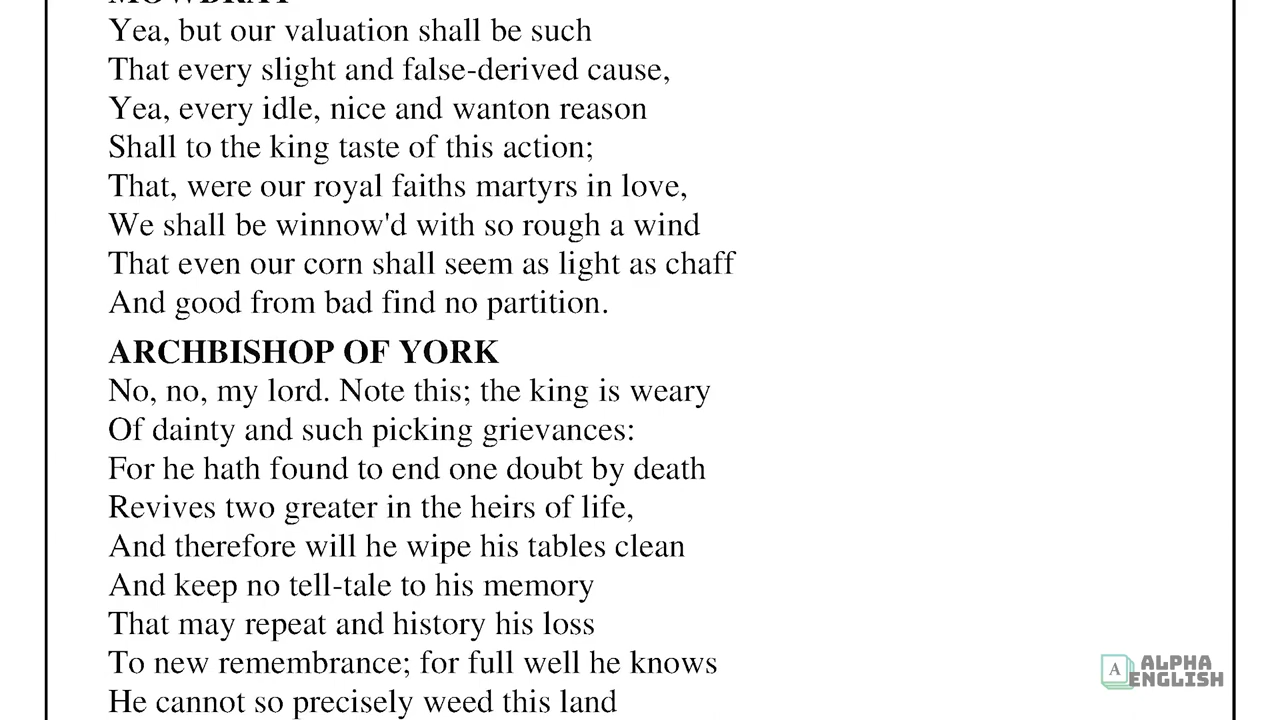 MOWBRAY
Yea, but our valuation shall be such
That every slight and false-derived cause,
Yea, every idle, nice and wanton reason
Shall to the king taste of this action;
That, were our royal faiths martyrs in love,
We shall be winnow'd with so rough a wind
That even our corn shall seem as light as chaff
And good from bad find no partition.
ARCHBISHOP OF YORK
No, no, my lord. Note this; the king is weary
Of dainty and such picking grievances:
For he hath found to end one doubt by death
Revives two greater in the heirs of life,
And therefore will he wipe his tables clean
And keep no tell-tale to his memory
That may repeat and history his loss
To new remembrance; for full well he knows
He cannot so precisely weed this land
A ALPHA
ENGLISH